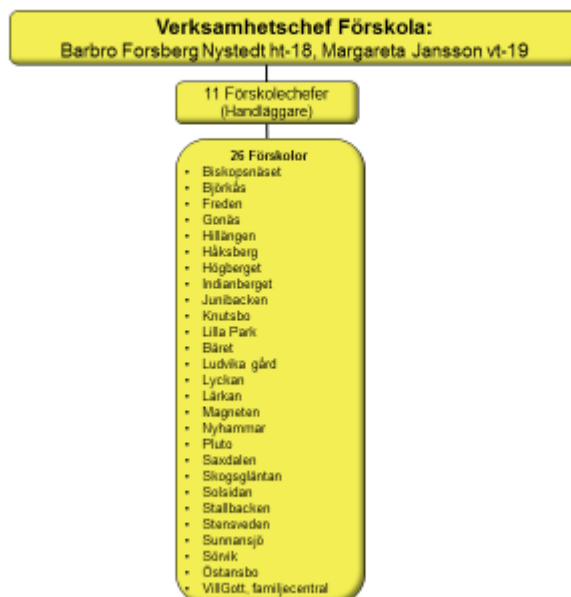 Verksamhetschef Förskola:
Barbro Forsberg Nystedt ht-18, Margareta Jansson vt-19
11 Förskolechefer
(Handläggare)
26 Förskolor
• Biskopsnäset
• Björkås
• Freden
• Gonäs
• Hillängen
• Håksberg
• Högberget
• Indianberget
• Junibacken
• Knutsbo
• Lilla Park
• Bäret
• Ludvika gård
• Lyckan
• Lärkan
• Magneten
• Nyhammar
• Pluto
• Saxdalen
• Skogsgläntan
• Solsidan
• Stallbacken
• Stensveden
• Sunnansjö
• Sörvik
• Östansbo
• VillGott, familjecentral